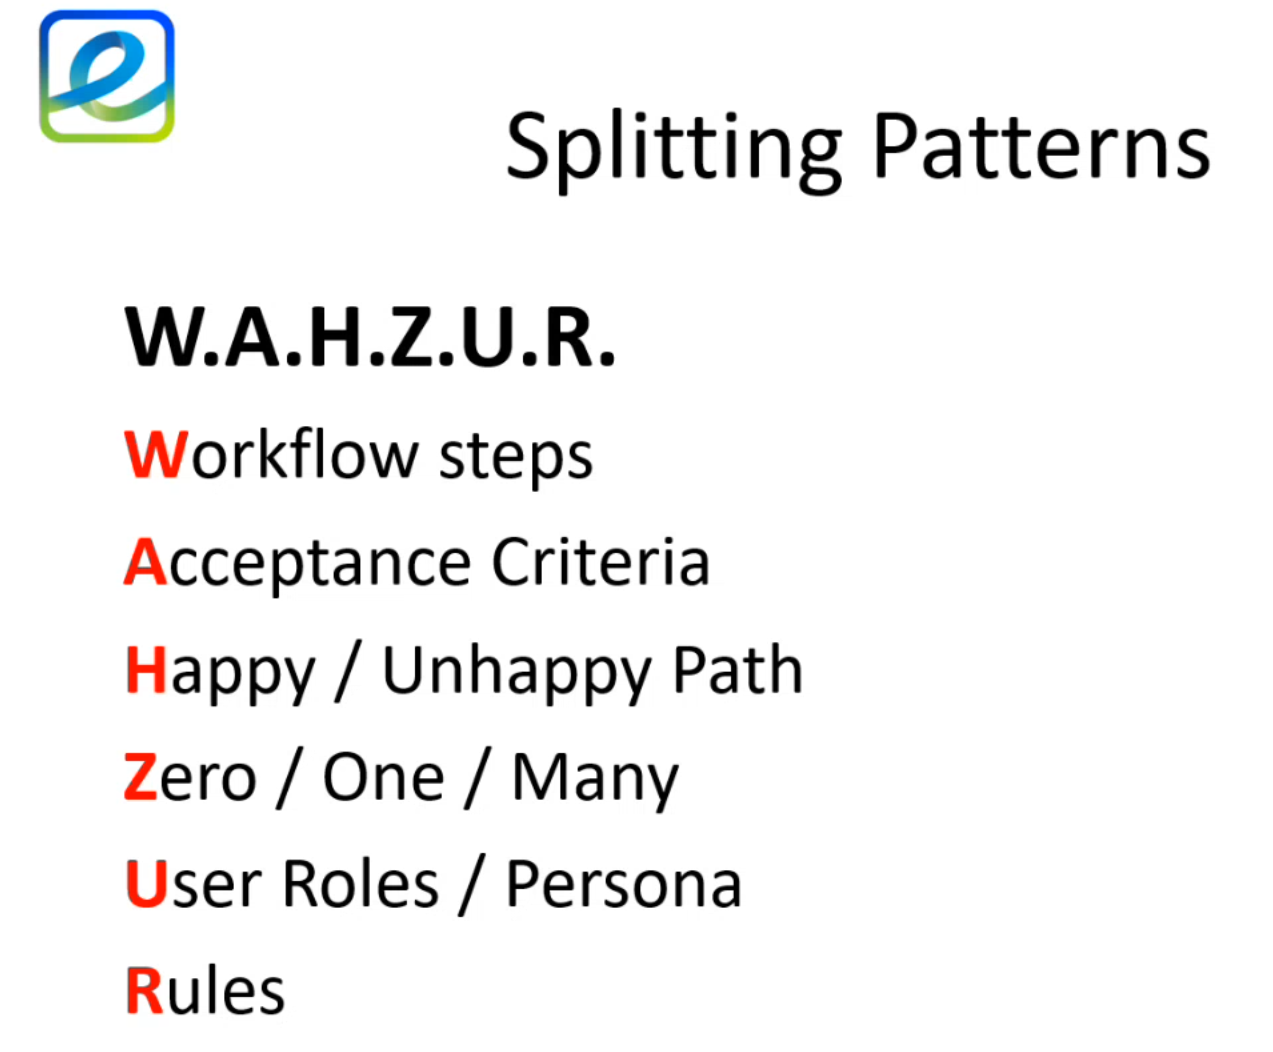 Splitting Patterns
W.A.H.Z.U.R.
Workflow steps
Acceptance Criteria
Happy / Unhappy Path
Zero / One / Many
User Roles / Persona
Rules